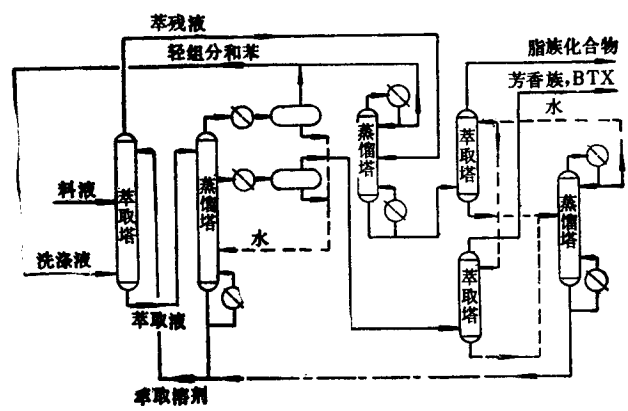 萃残液
轻组分和苯
脂族化合物
芳香族,BTX
水
料液
萃取塔
蒸馏塔
蒸馏塔
萃取塔
蒸馏塔
洗涤液
水
萃取塔
萃取液
萃取溶剂